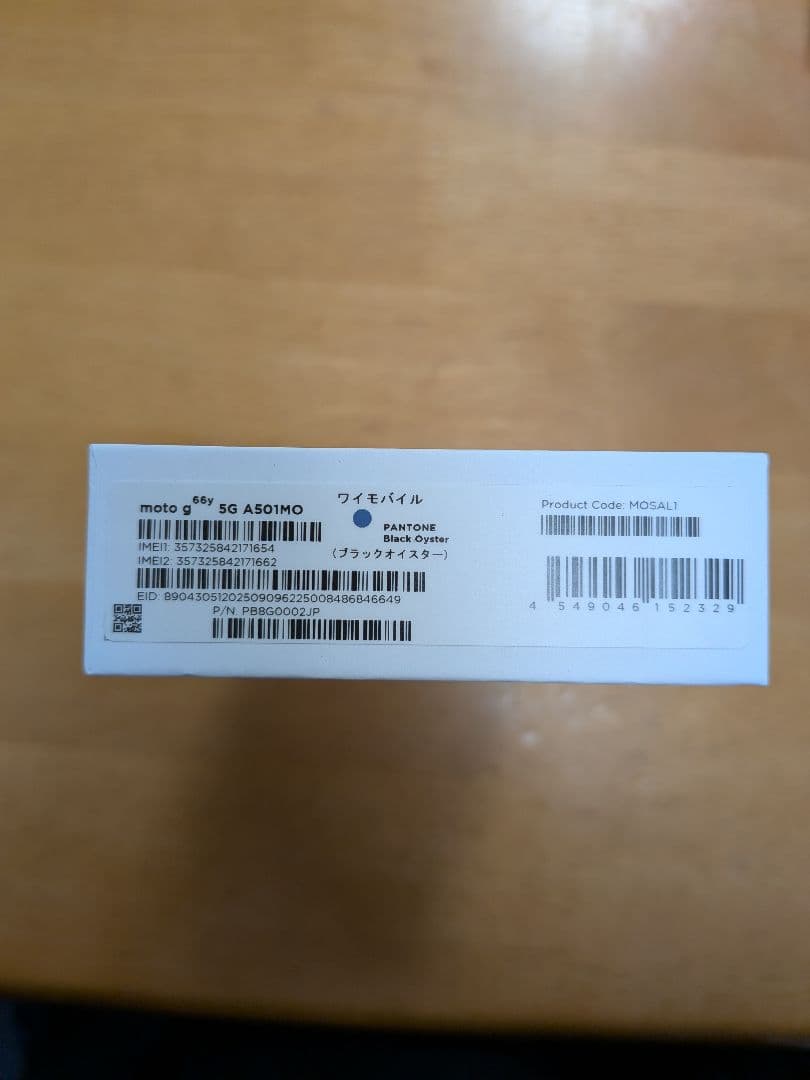 moto g66y 5G A501MO
IMEI1: 357325842171654
IMEI2: 357325842171662
EID: 89043051202509096225008486846649
P/N: PB8G0002JP
ワイモバイル
PANTONE
Black Oyster
(ブラックオイスター)
Product Code: MOSAL1
4 549046 152329